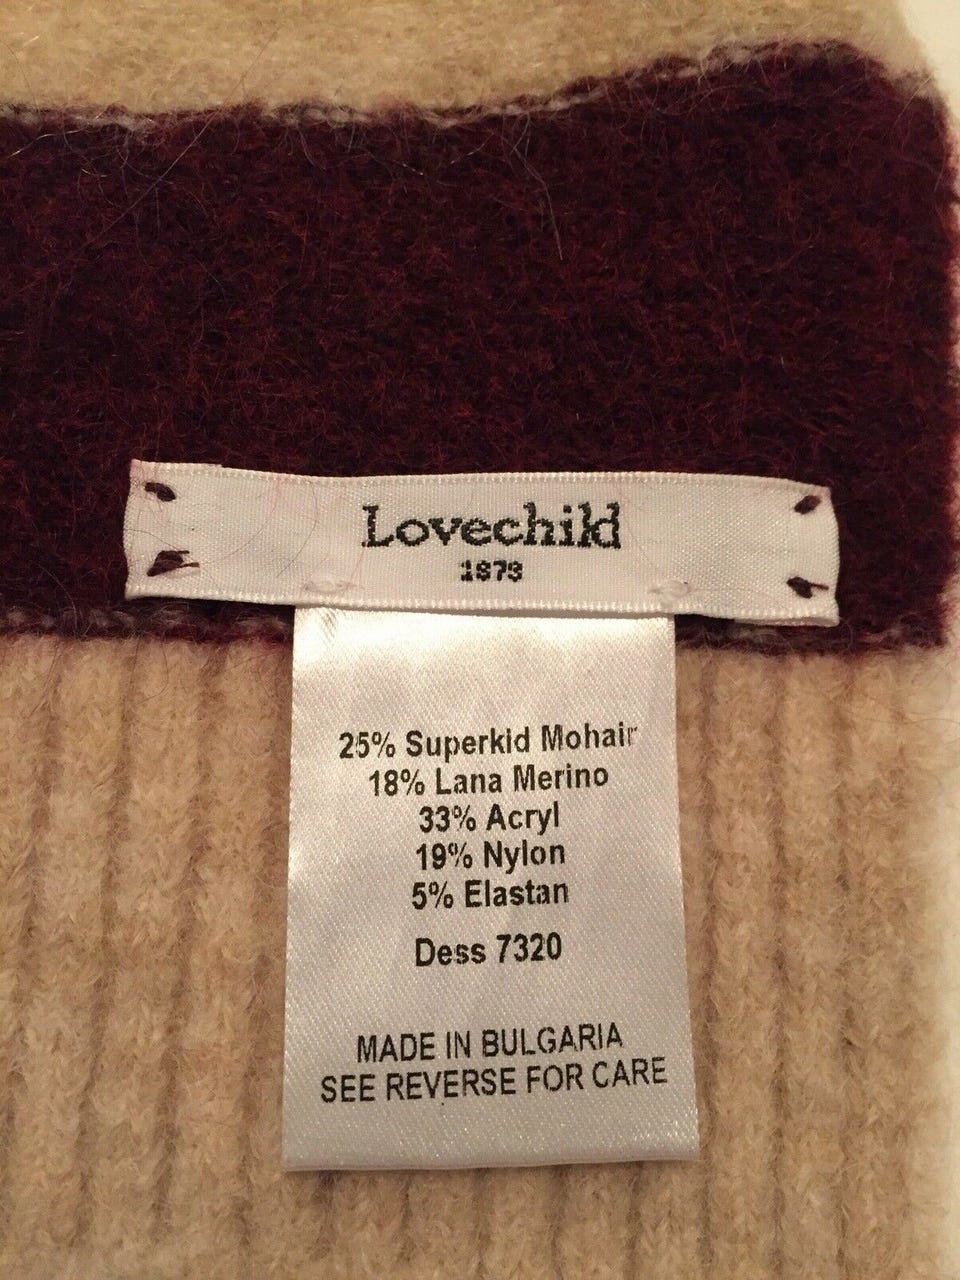 Lovechild
1979
25% Superkid Mohair
18% Lana Merino
33% Acryl
19% Nylon
5% Elastan
Dess 7320
MADE IN BULGARIA
SEE REVERSE FOR CARE